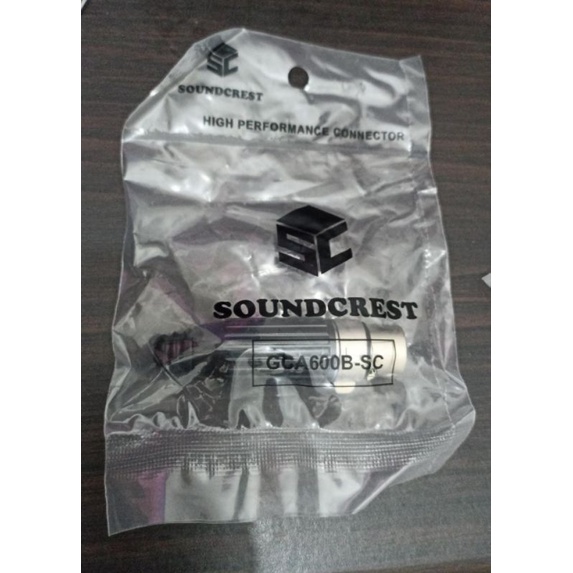 SC
SOUNDCREST
HIGH PERFORMANCE CONNECTOR
SC
SOUNDCREST
GCA600B-SC